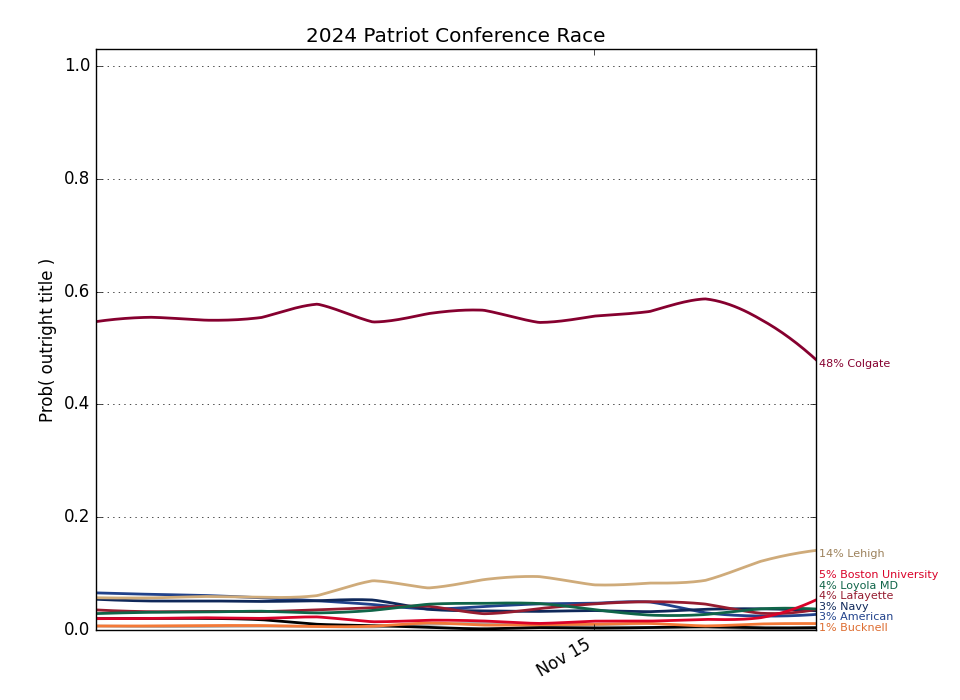 2024 Patriot Conference Race
1.0
0.8
0.6
0.4
0.2
0.0
Prob( outright title )
Nov 15
48% Colgate
14% Lehigh
5% Boston University
4% Loyola MD
4% Lafayette
3% Navy
3% American
1% Bucknell